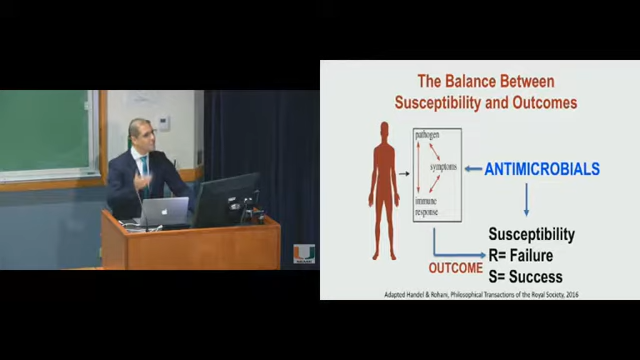 The Balance Between
Susceptibility and Outcomes
pathogen
symptoms
immune
response
ANTIMICROBIALS
Susceptibility
R= Failure
S= Success
OUTCOME
Adapted Handel & Rohani, Philosophical Transactions of the Royal Society, 2016
U